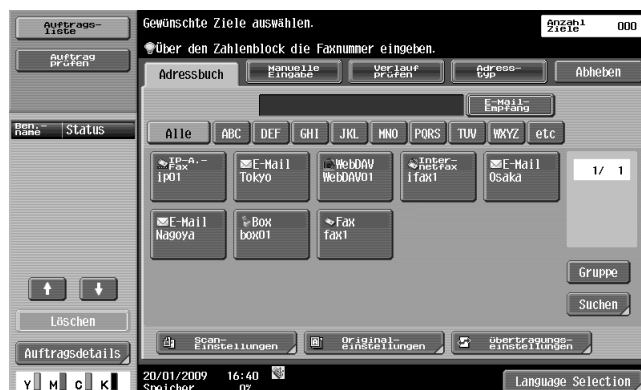 Auftrags-
liste
Auftrag
prüfen
Ben.-
name
Status
Löschen
Auftragsdetails
Y M C K
Gewünschte Ziele auswählen.
Über den Zahlenblock die Faxnummer eingeben.
Anzahl
Ziele
000
Adressbuch
Manuelle
Eingabe
Verlauf
prüfen
Adress-
typ
Abheben
E-Mail-
Empfang
Alle ABC DEF GHI JKL MNO PQRS TUV WXYZ etc
IP-A.-
Fax
ip01
E-Mail
Tokyo
WebDAV
WebDAV01
Inter-
netfax
ifax1
E-Mail
Osaka
1/ 1
E-Mail
Nagoya
Box
box01
Fax
fax1
Gruppe
Suchen
Scan-
Einstellungen
Original-
einstellungen
Übertragungs-
einstellungen
20/01/2009 16:40
Speicher 0%
Language Selection